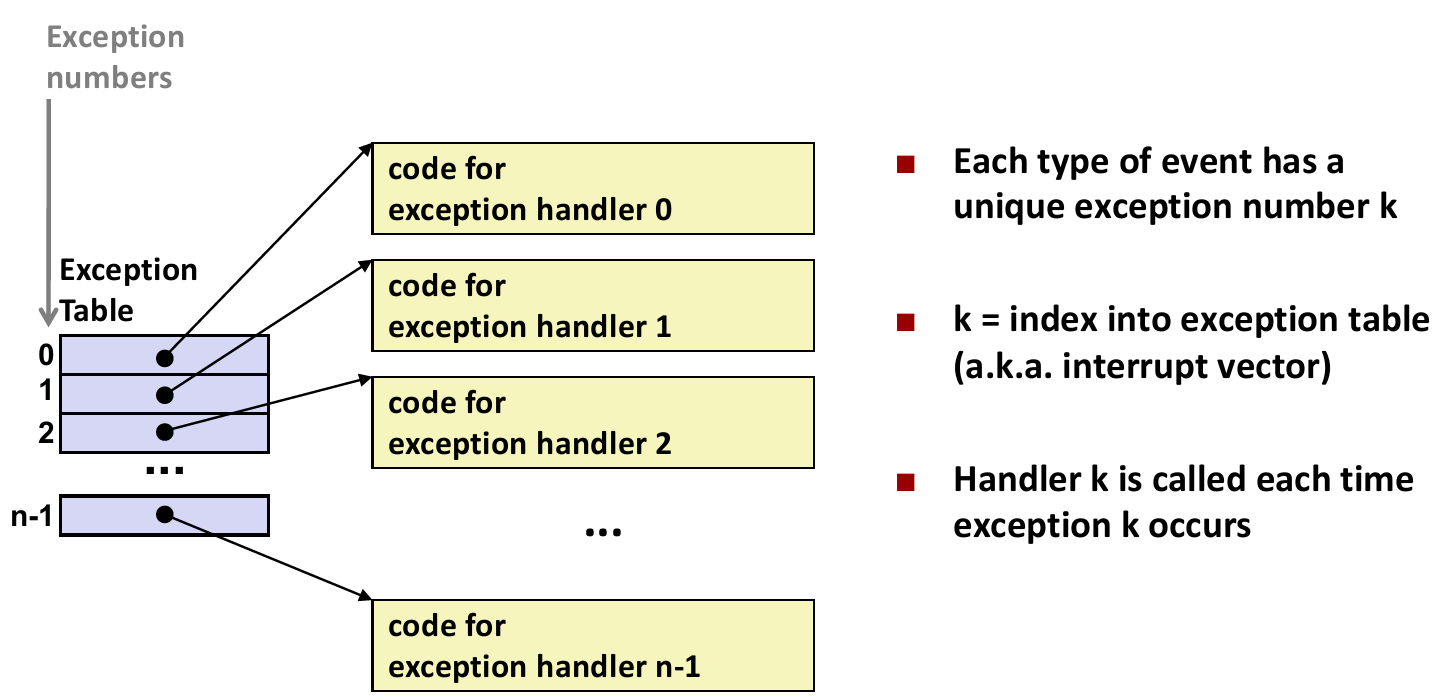 Exception
numbers
Exception
Table
0
1
2
...
n-1
code for
exception handler 0
code for
exception handler 1
code for
exception handler 2
...
code for
exception handler n-1
■ Each type of event has a
unique exception number k
■ k = index into exception table
(a.k.a. interrupt vector)
■ Handler k is called each time
exception k occurs